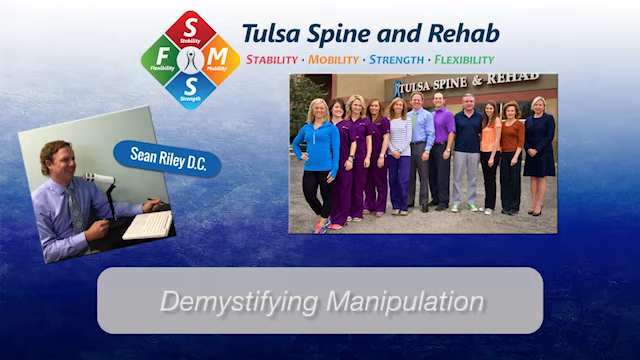 S
Stability
F
Flexibility
M
Mobility
S
Strength
Tulsa Spine and Rehab
STABILITY · MOBILITY · STRENGTH · FLEXIBILITY
TULSA SPINE & REHAB
Sean Riley D.C.
Demystifying Manipulation